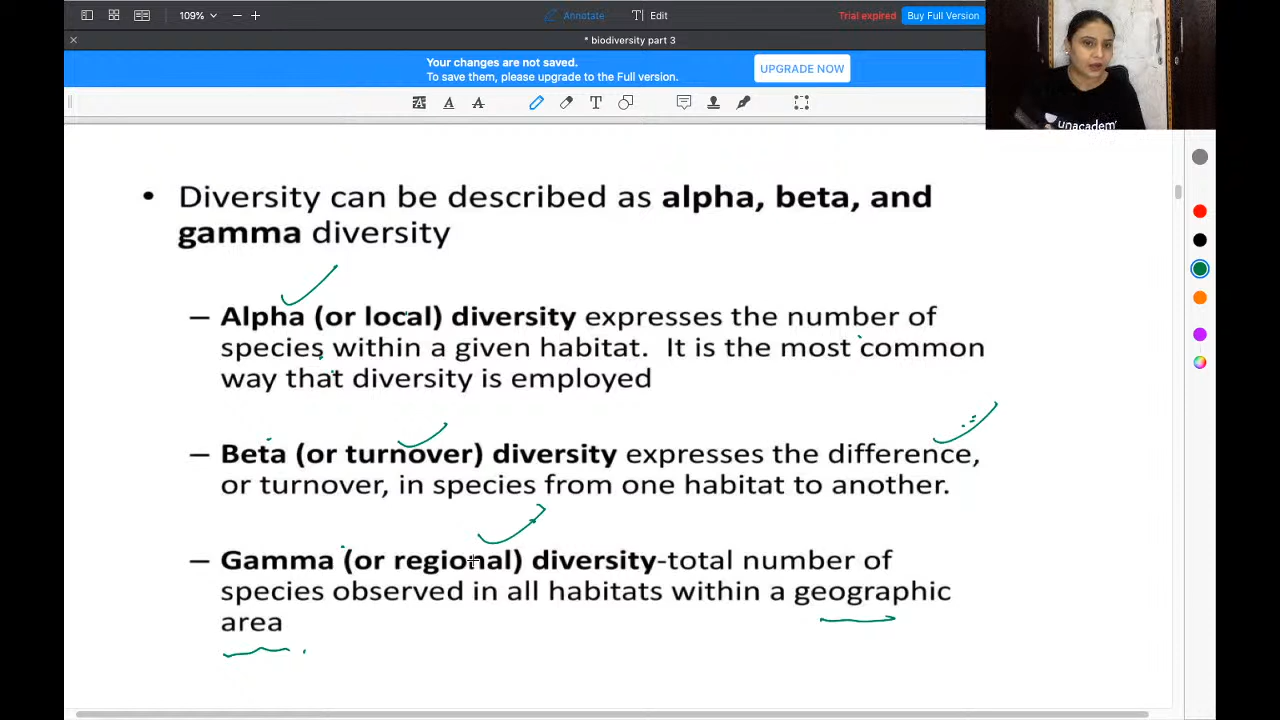 109%
Annotate
Edit
Trial expired
Buy Full Version
* biodiversity part 3
Your changes are not saved.
To save them, please upgrade to the Full version.
UPGRADE NOW
unacadem
• Diversity can be described as alpha, beta, and
gamma diversity
– Alpha (or local) diversity expresses the number of
species within a given habitat. It is the most common
way that diversity is employed
– Beta (or turnover) diversity expresses the difference,
or turnover, in species from one habitat to another.
– Gamma (or regional) diversity-total number of
species observed in all habitats within a geographic
area